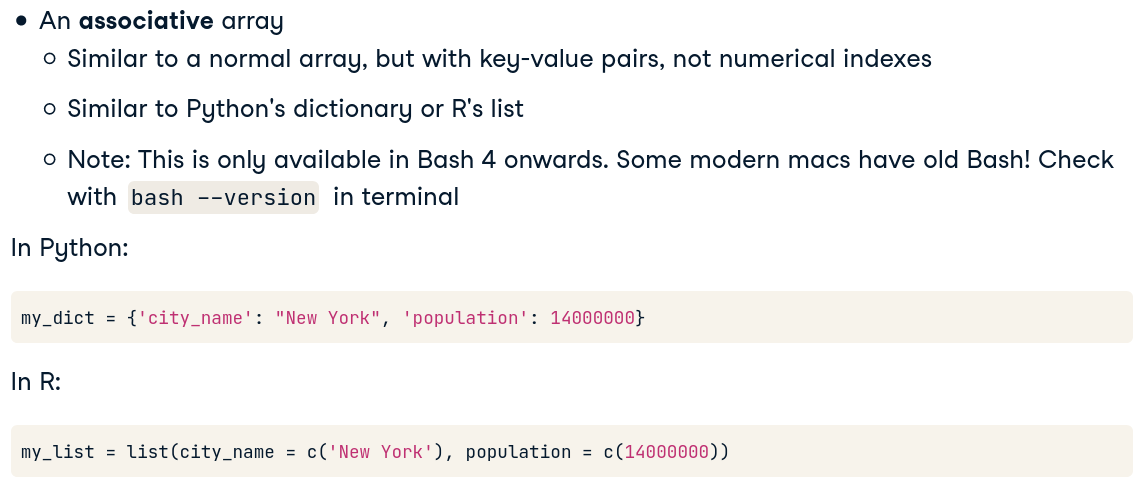 • An associative array
○ Similar to a normal array, but with key-value pairs, not numerical indexes
○ Similar to Python's dictionary or R's list
○ Note: This is only available in Bash 4 onwards. Some modern macs have old Bash! Check
with bash --version in terminal
In Python:
my_dict = {'city_name': "New York", 'population': 14000000}
In R:
my_list = list(city_name = c('New York'), population = c(14000000))